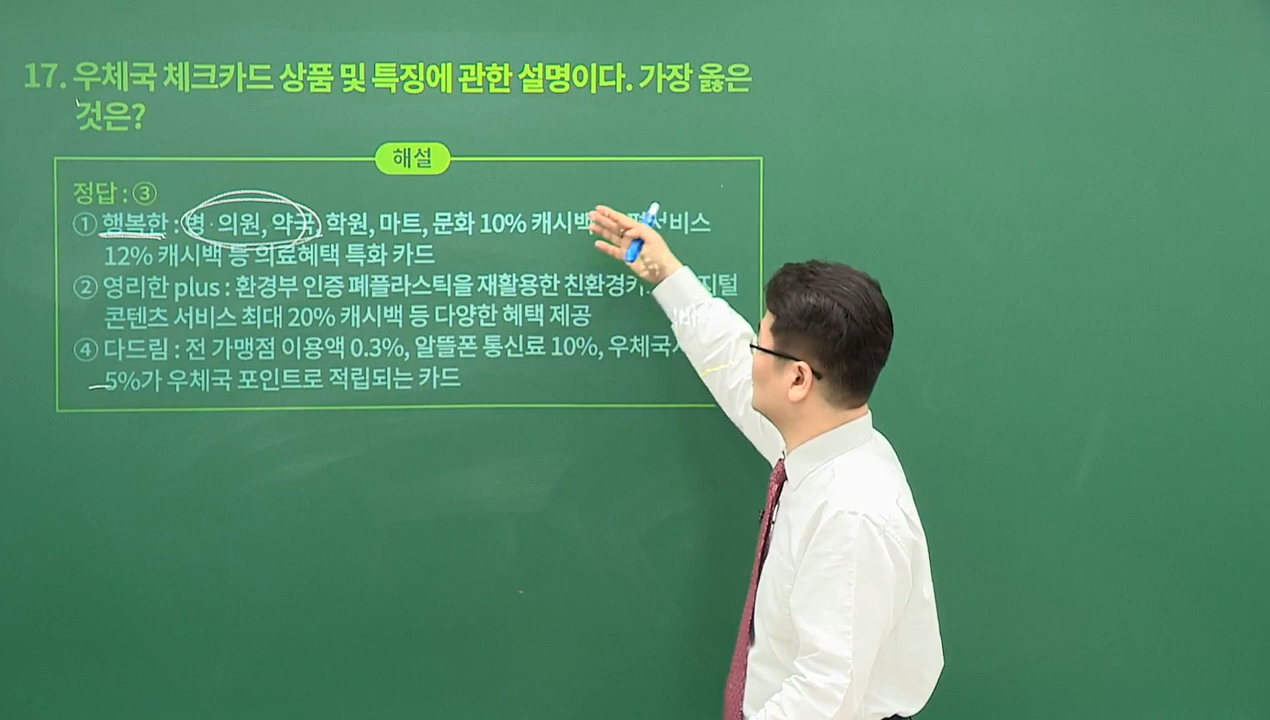 17. 우체국 체크카드 상품 및 특징에 관한 설명이다. 가장 옳은
것은?
해설
정답 : ③
① 행복한 : 병·의원, 약국, 학원, 마트, 문화 10% 캐시백 서비스
12% 캐시백 등 의료혜택 특화 카드
② 영리한 plus : 환경부 인증 폐플라스틱을 재활용한 친환경카 지털
콘텐츠 서비스 최대 20% 캐시백 등 다양한 혜택 제공
④ 다드림 : 전 가맹점 이용액 0.3%, 알뜰폰 통신료 10%, 우체국
5%가 우체국 포인트로 적립되는 카드